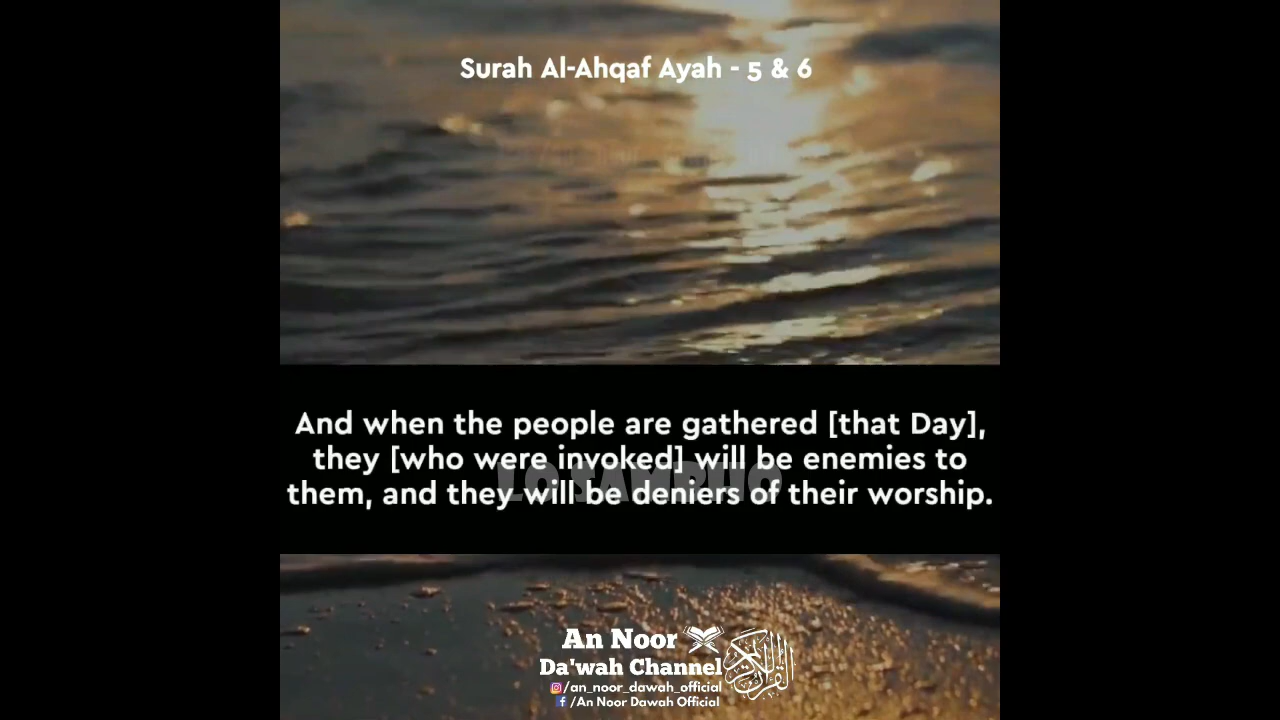 Surah Al-Ahqaf Ayah - 5 & 6
And when the people are gathered [that Day],
they [who were invoked] will be enemies to
them, and they will be deniers of their worship.
An Noor
Da'wah Channel
/an_noor_dawah_official
/An Noor Dawah Official